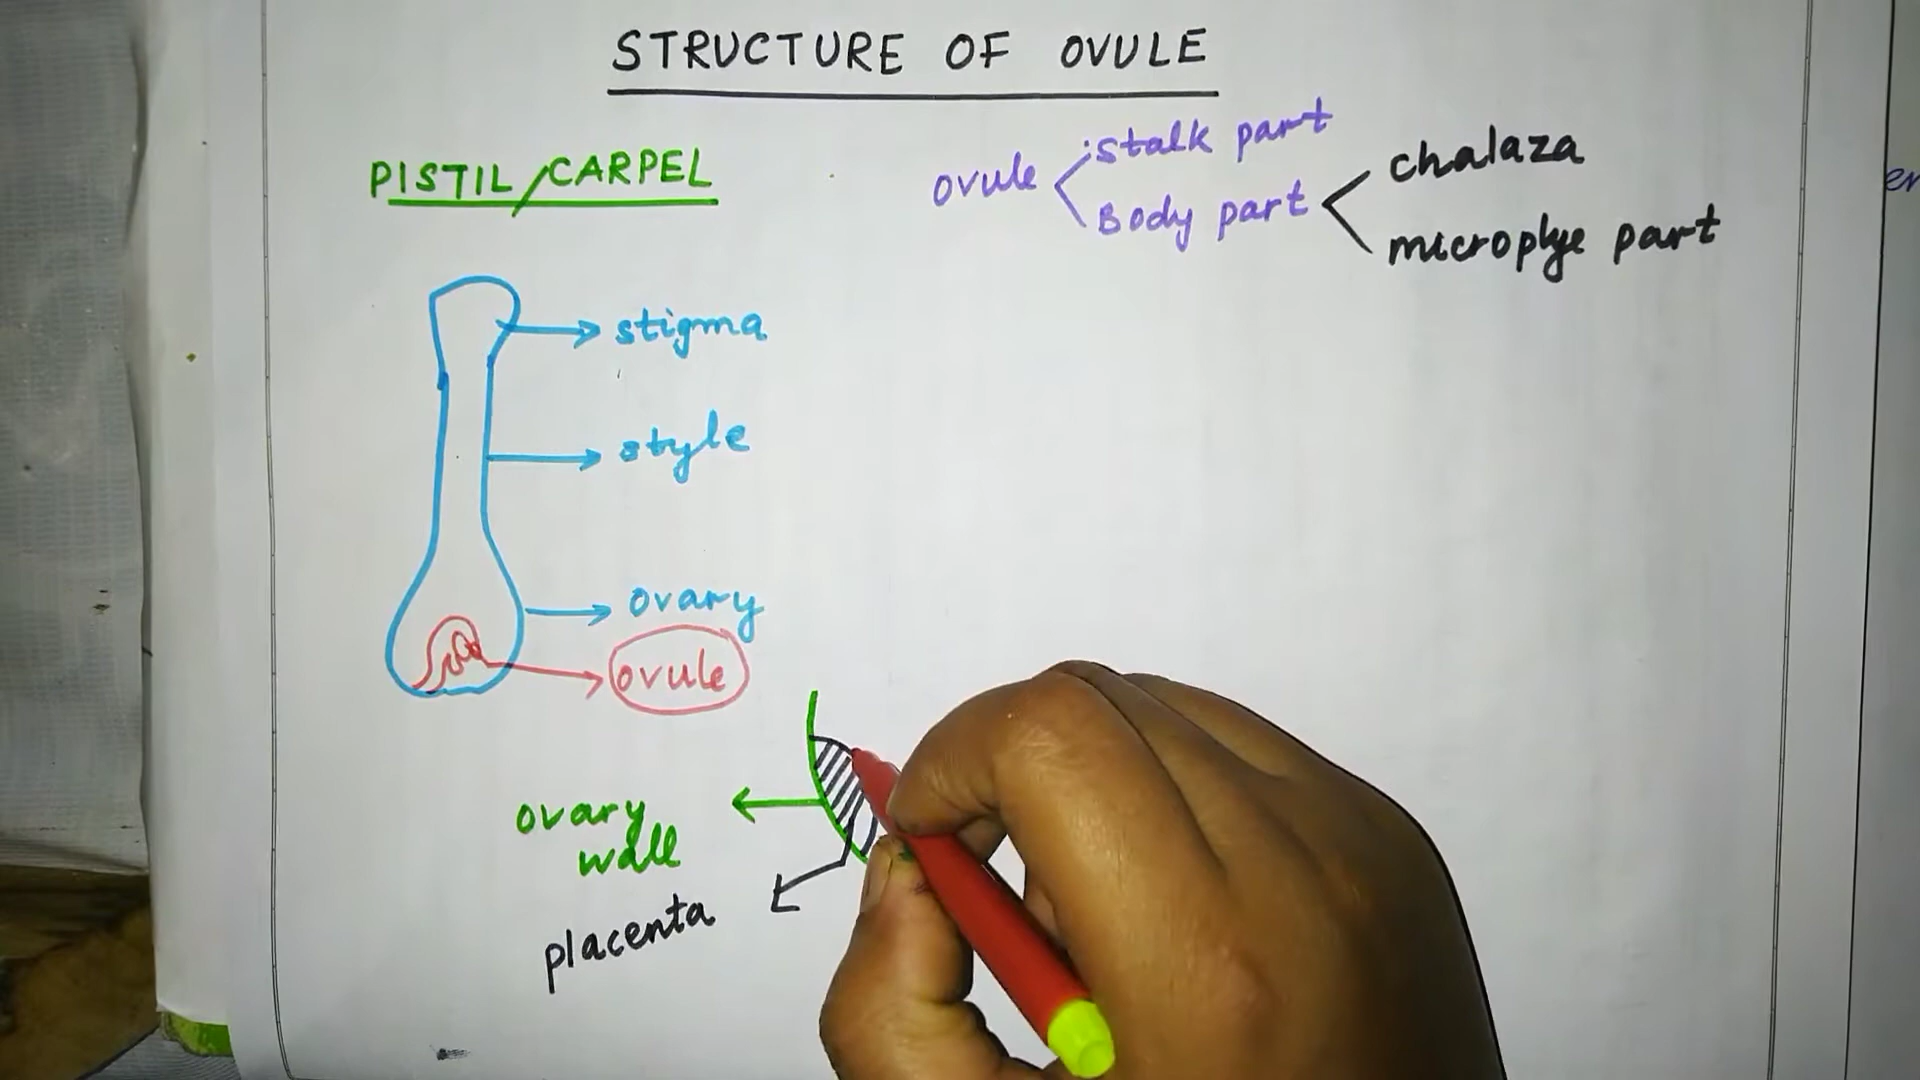 STRUCTURE OF OVULE
PISTIL/CARPEL
ovule
stalk part
Body part
chalaza
microplye part
stigma
style
ovary
ovule
ovary
wall
placenta
er